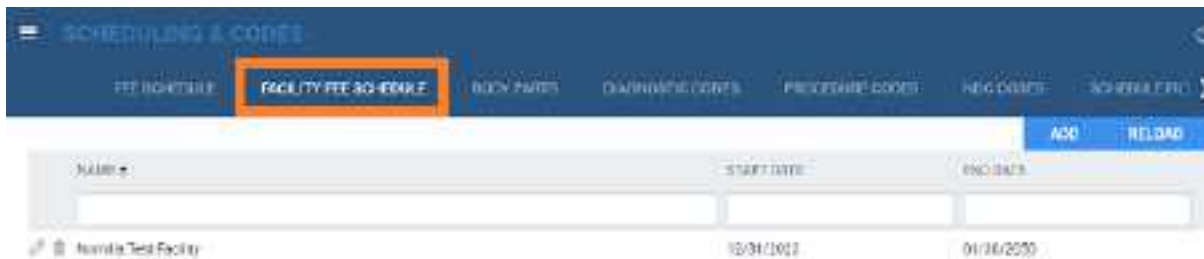 SCHEDULING & CODES
FEE SCHEDULE FACILITY FEE SCHEDULE BODY PARTS DIAGNOSTIC CODES PROCEDURE CODES NDC CODES
ADD RELOAD
NAME START DATE END DATE
Test Facility